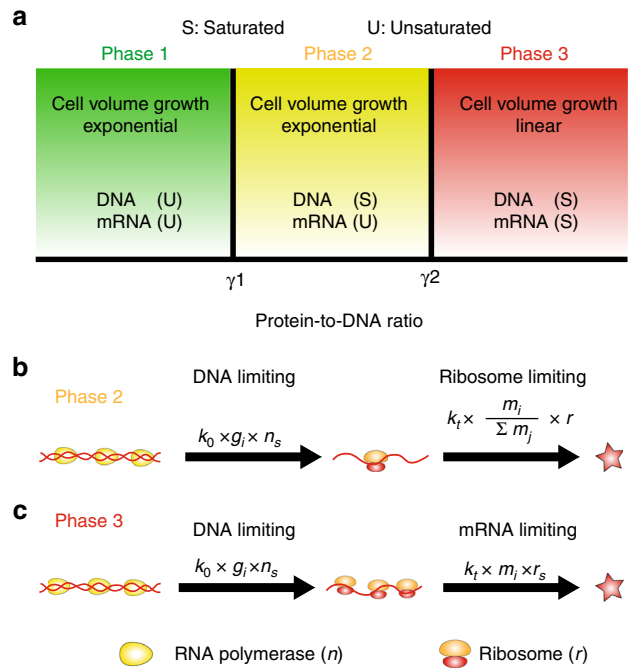 a
S: Saturated U: Unsaturated
Phase 1 Phase 2 Phase 3
Cell volume growth exponential
DNA (U)
mRNA (U)
Cell volume growth exponential
DNA (S)
mRNA (U)
Cell volume growth linear
DNA (S)
mRNA (S)
γ1 γ2
Protein-to-DNA ratio
b
Phase 2
DNA limiting
k₀ × gᵢ × nₛ
Ribosome limiting
kₜ × mᵢ / Σ mⱼ × r
c
Phase 3
DNA limiting
k₀ × gᵢ × nₛ
mRNA limiting
kₜ × mᵢ × rₛ
RNA polymerase (n) Ribosome (r)